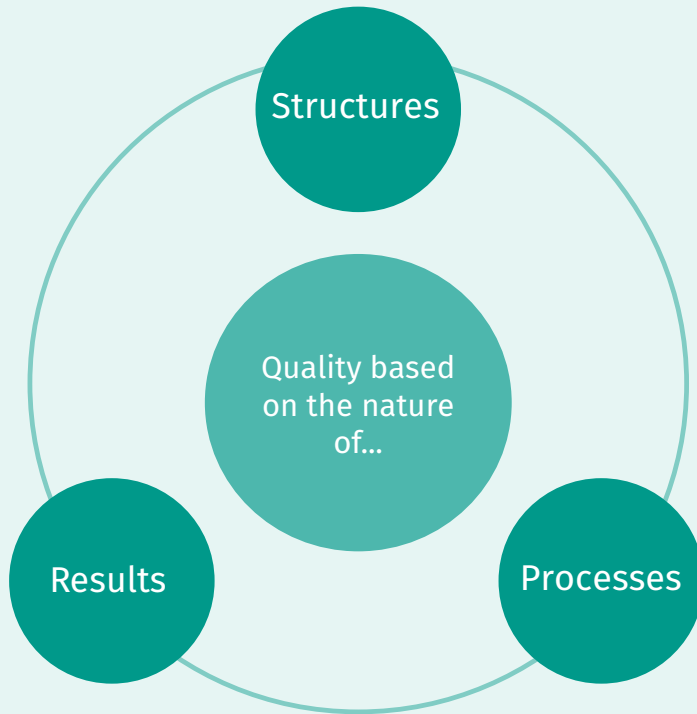 Structures
Quality based
on the nature
of...
Results
Processes